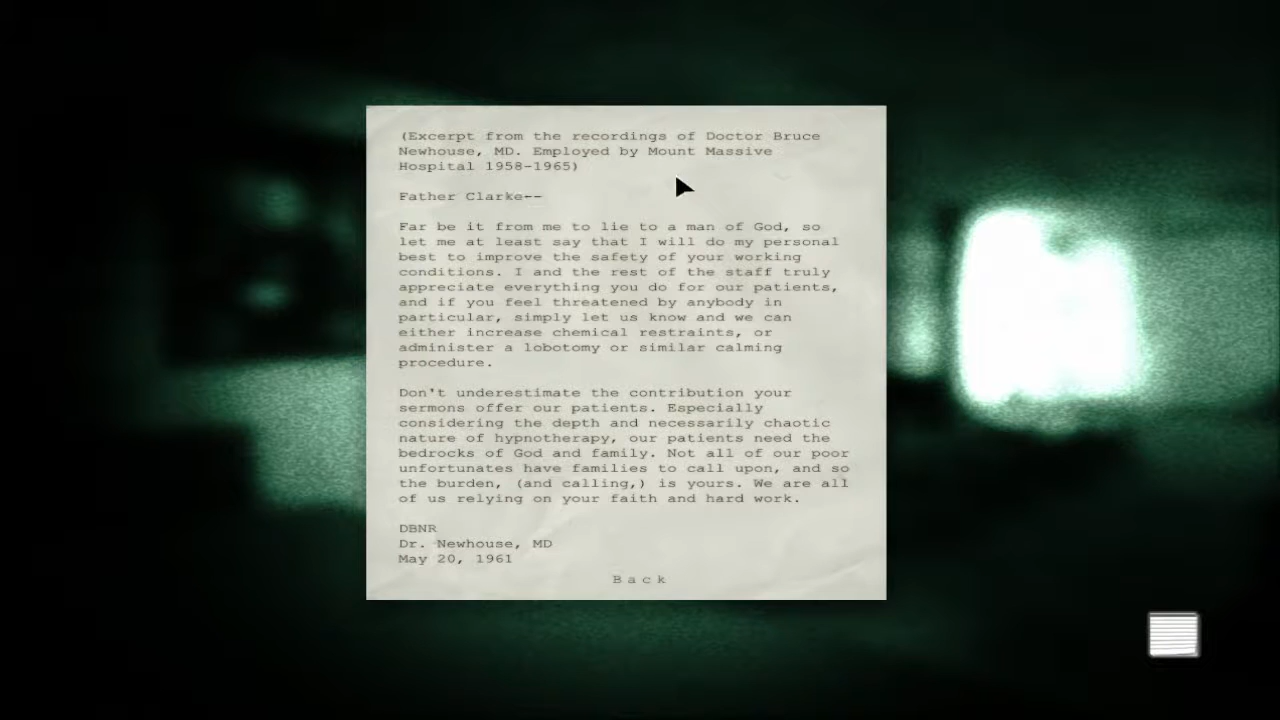 (Excerpt from the recordings of Doctor Bruce
Newhouse, MD. Employed by Mount Massive
Hospital 1958-1965)
Father Clarke--
Far be it from me to lie to a man of God, so
let me at least say that I will do my personal
best to improve the safety of your working
conditions. I and the rest of the staff truly
appreciate everything you do for our patients,
and if you feel threatened by anybody in
particular, simply let us know and we can
either increase chemical restraints, or
administer a lobotomy or similar calming
procedure.
Don't underestimate the contribution your
sermons offer our patients. Especially
considering the depth and necessarily chaotic
nature of hypnotherapy, our patients need the
bedrocks of God and family. Not all of our poor
unfortunates have families to call upon, and so
the burden, (and calling,) is yours. We are all
of us relying on your faith and hard work.
DBNR
Dr. Newhouse, MD
May 20, 1961
Back